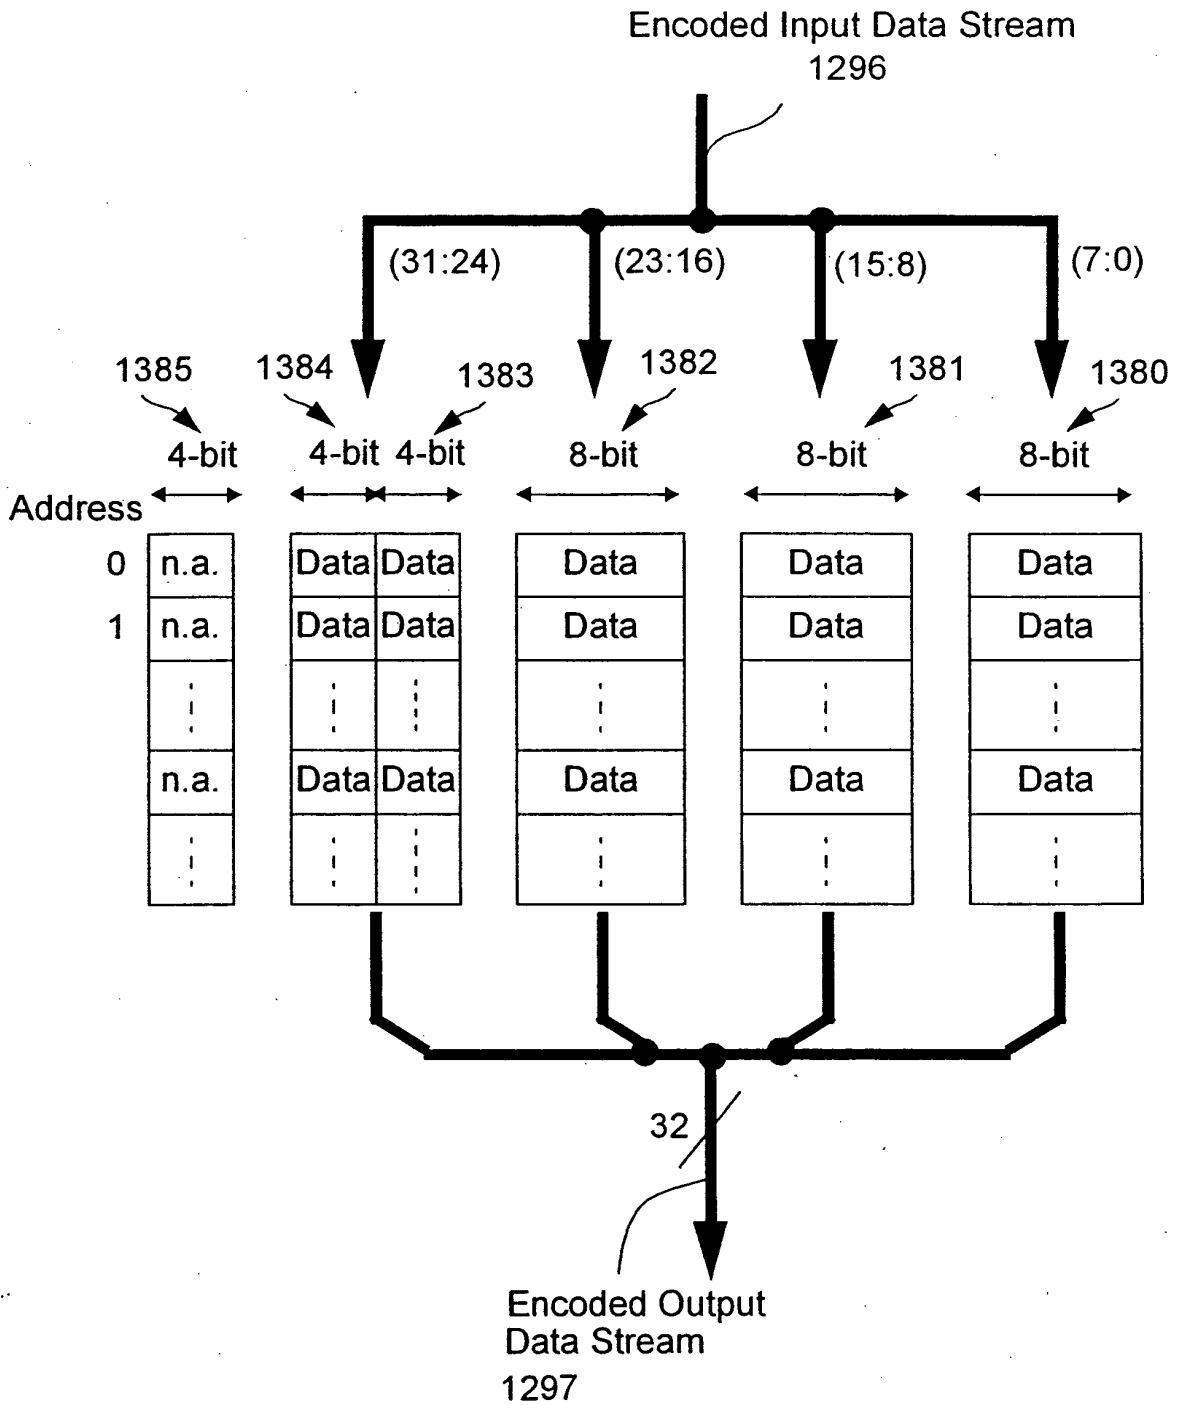 Encoded Input Data Stream
1296
(31:24) (23:16) (15:8) (7:0)
1385 1384 1383 1382 1381 1380
4-bit 4-bit 4-bit 8-bit 8-bit 8-bit
Address
0 n.a. Data Data Data Data Data
1 n.a. Data Data Data Data Data
n.a. Data Data Data Data Data
32
Encoded Output
Data Stream
1297